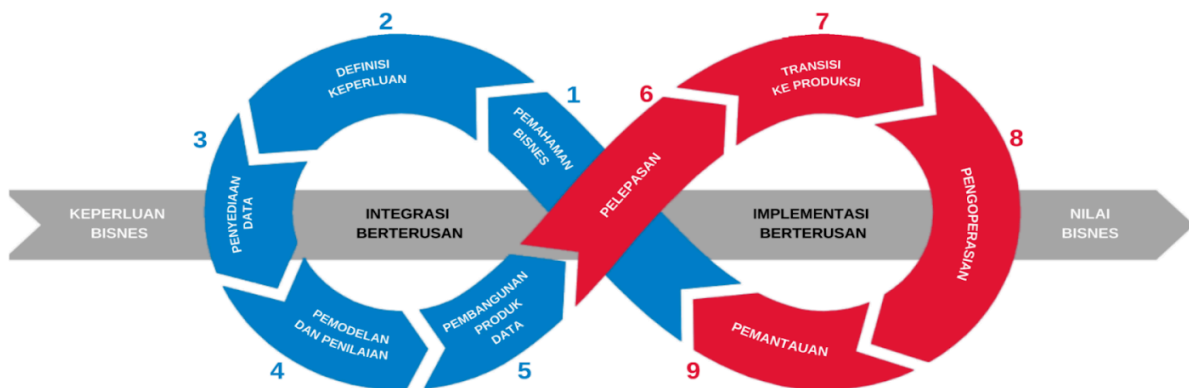 KEPERLUAN
BISNES
INTEGRASI
BERTERUSAN
IMPLEMENTASI
BERTERUSAN
NILAI
BISNES
1
PEMAHAMAN
BISNES
2
DEFINISI
KEPERLUAN
3
PENYEDIAAN
DATA
4
PEMODELAN
DAN PENILAIAN
5
PEMBANGUNAN
PRODUK
DATA
6
PELEPASAN
7
TRANSISI
KE PRODUKSI
8
PENGOPERASIAN
9
PEMANTAUAN